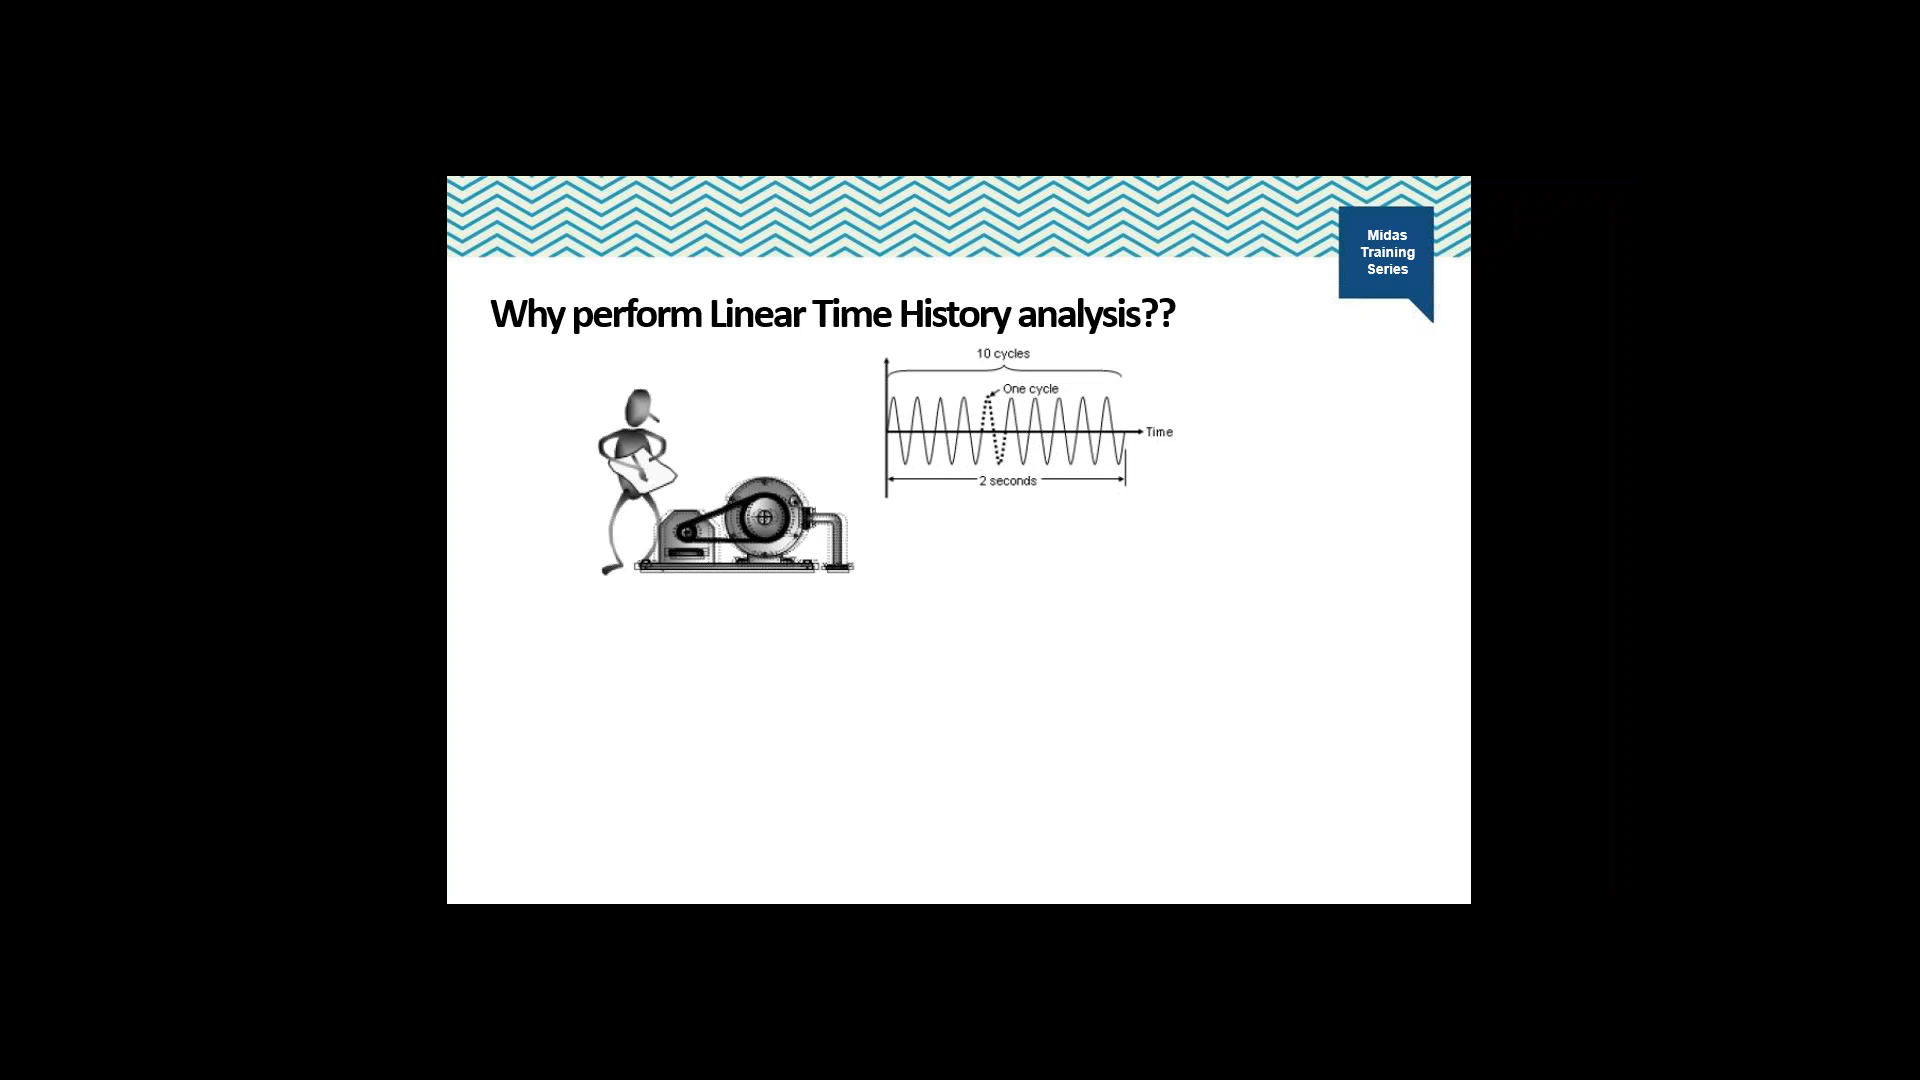 Midas
Training
Series
Why perform Linear Time History analysis??
10 cycles
One cycle
Time
2 seconds